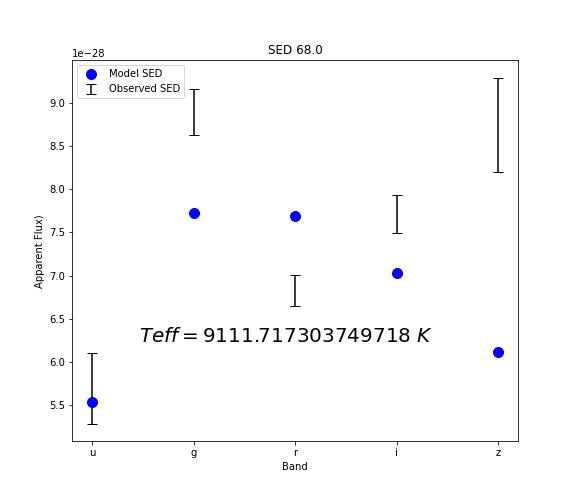 SED 68.0
1e−28
Model SED
Observed SED
9.0
8.5
8.0
7.5
7.0
6.5
6.0
5.5
Apparent Flux)
Teff = 9111.717303749718 K
u g r i z
Band